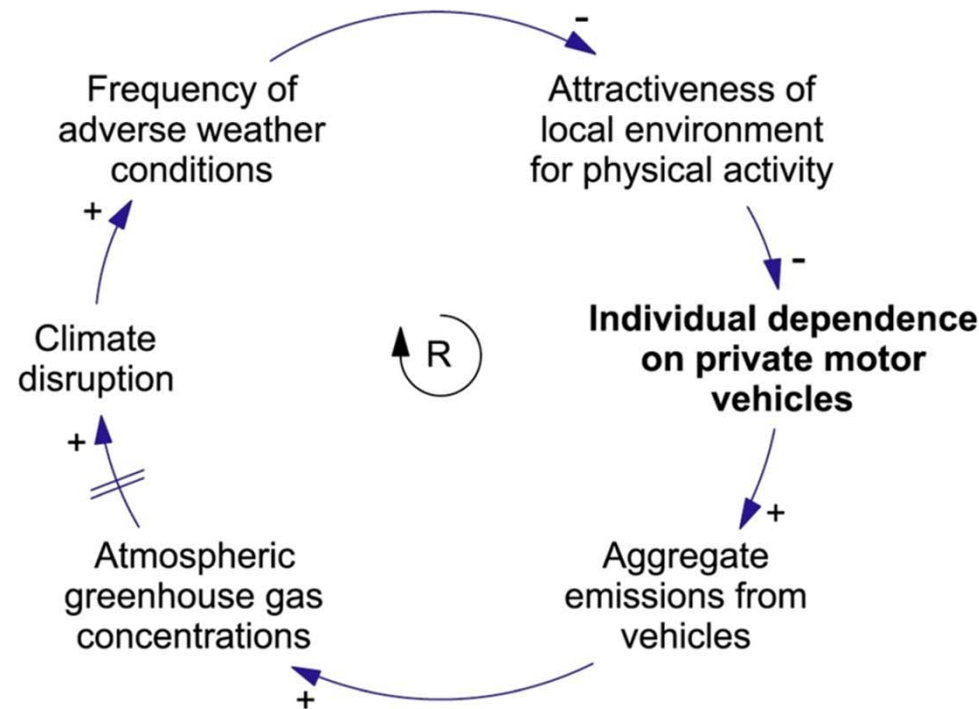 -
Frequency of
adverse weather
conditions
Attractiveness of
local environment
for physical activity
+
-
Individual dependence
on private motor
vehicles
Climate
disruption
R
+
+
Atmospheric
greenhouse gas
concentrations
Aggregate
emissions from
vehicles
+